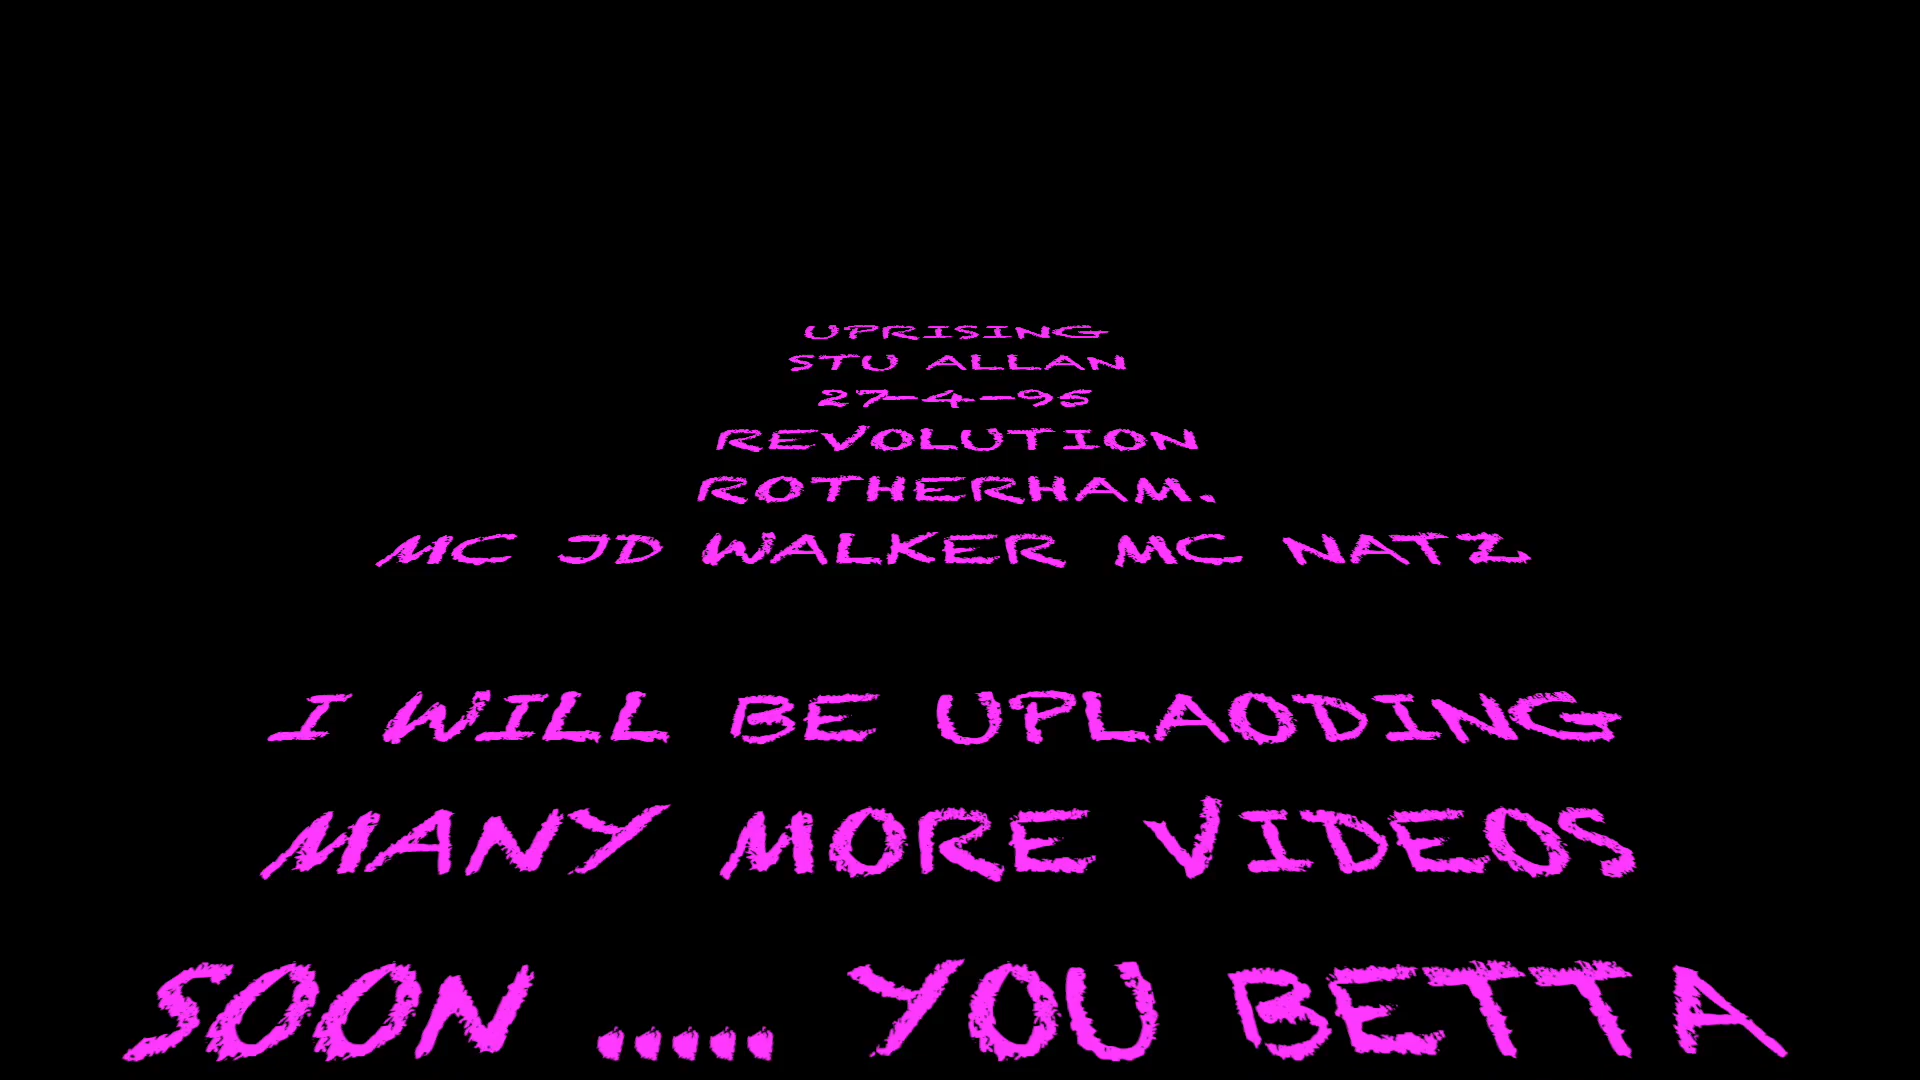 UPRISING
STU ALLAN
27-4-95
REVOLUTION
ROTHERHAM.
MC JD WALKER MC NATZ
I WILL BE UPLAODING
MANY MORE VIDEOS
SOON ..... YOU BETTA